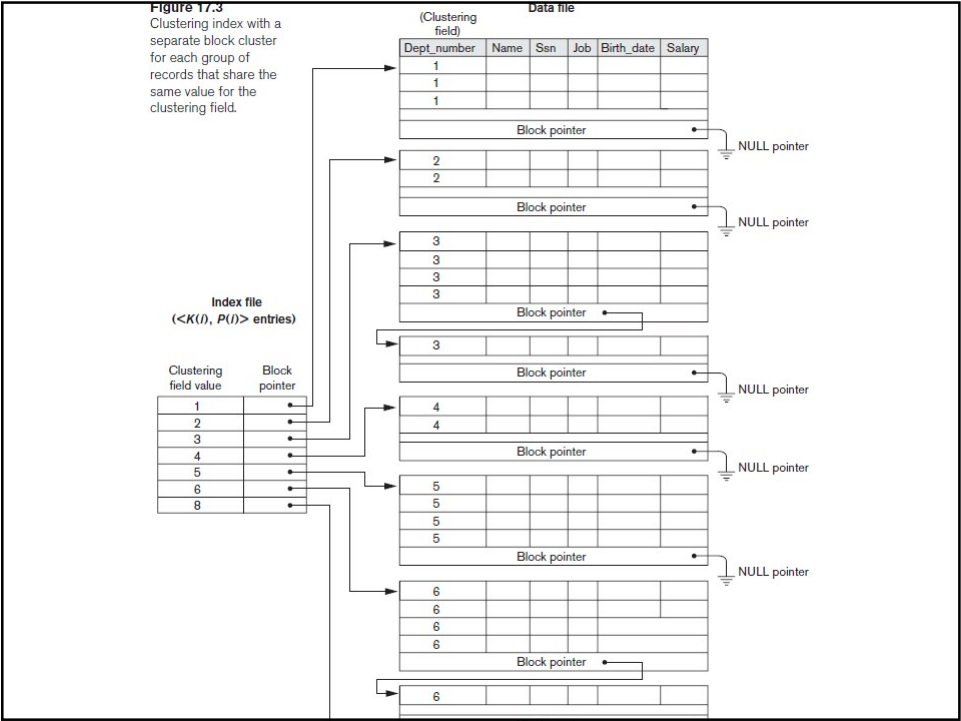 Figure 17.3
Clustering index with a
separate block cluster
for each group of
records that share the
same value for the
clustering field.
Data file
(Clustering
field)
Dept_number Name Ssn Job Birth_date Salary
1
1
1
Block pointer
NULL pointer
2
2
Block pointer
NULL pointer
3
3
3
3
Block pointer
3
Block pointer
NULL pointer
Index file
(<K(i), P(i)> entries)
Clustering
field value
Block
pointer
1
2
3
4
5
6
8
4
4
Block pointer
NULL pointer
5
5
5
5
Block pointer
NULL pointer
6
6
6
6
Block pointer
6